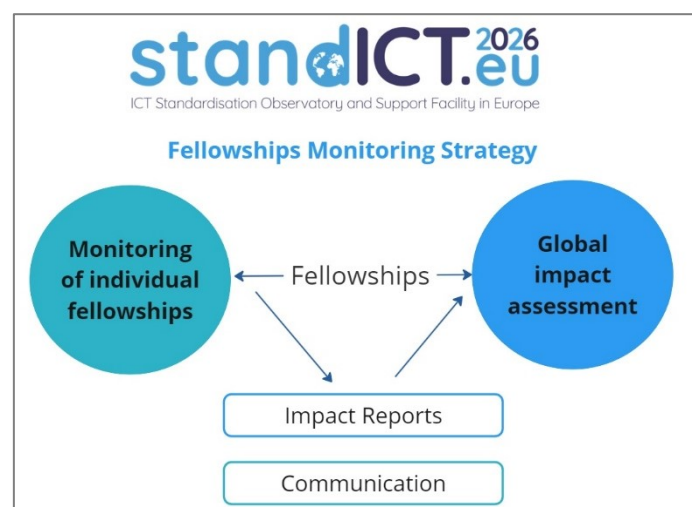 standICT.eu 2026
ICT Standardisation Observatory and Support Facility in Europe
Fellowships Monitoring Strategy
Monitoring
of individual
fellowships
Fellowships
Global
impact
assessment
Impact Reports
Communication